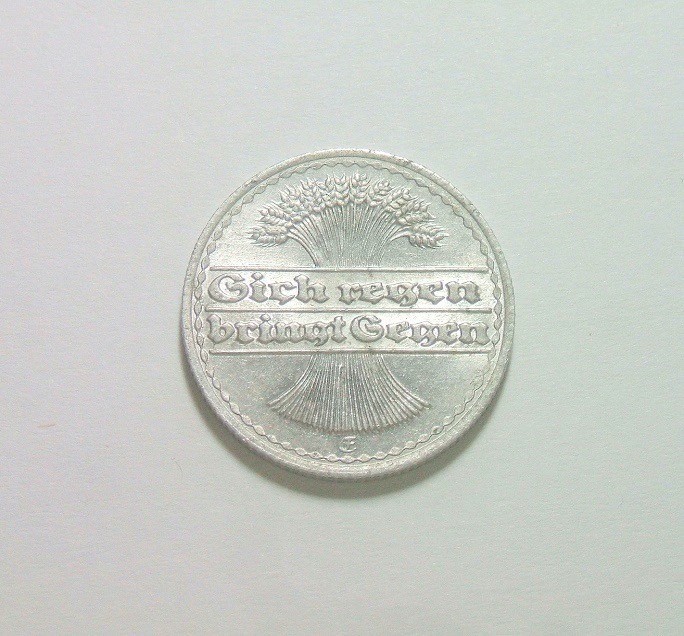 Sich regen
bringt Segen
E